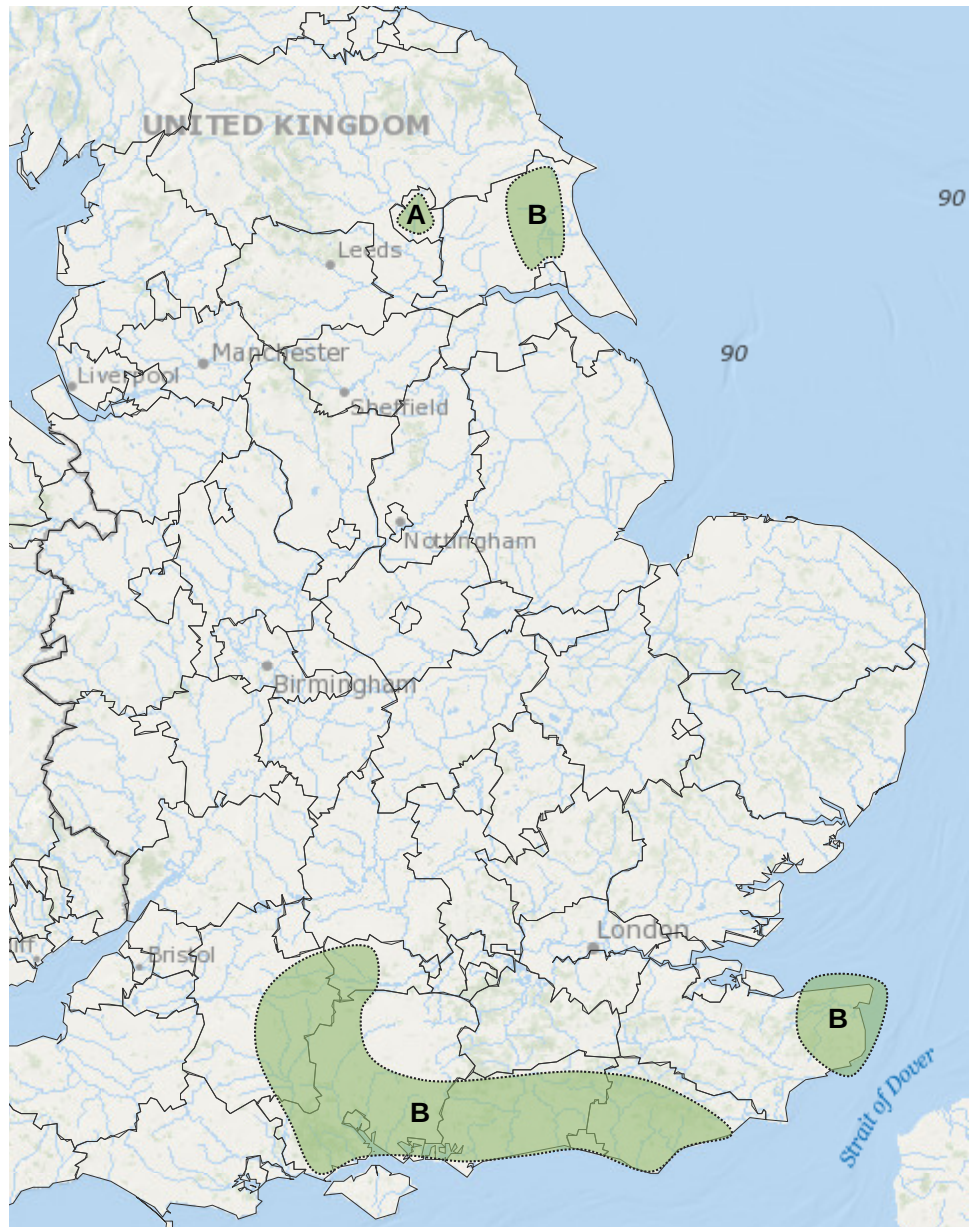 UNITED KINGDOM
90
A
B
Leeds
Manchester
90
Liverpool
Sheffield
Nottingham
Birmingham
London
Bristol
B
B
Strait of Dover